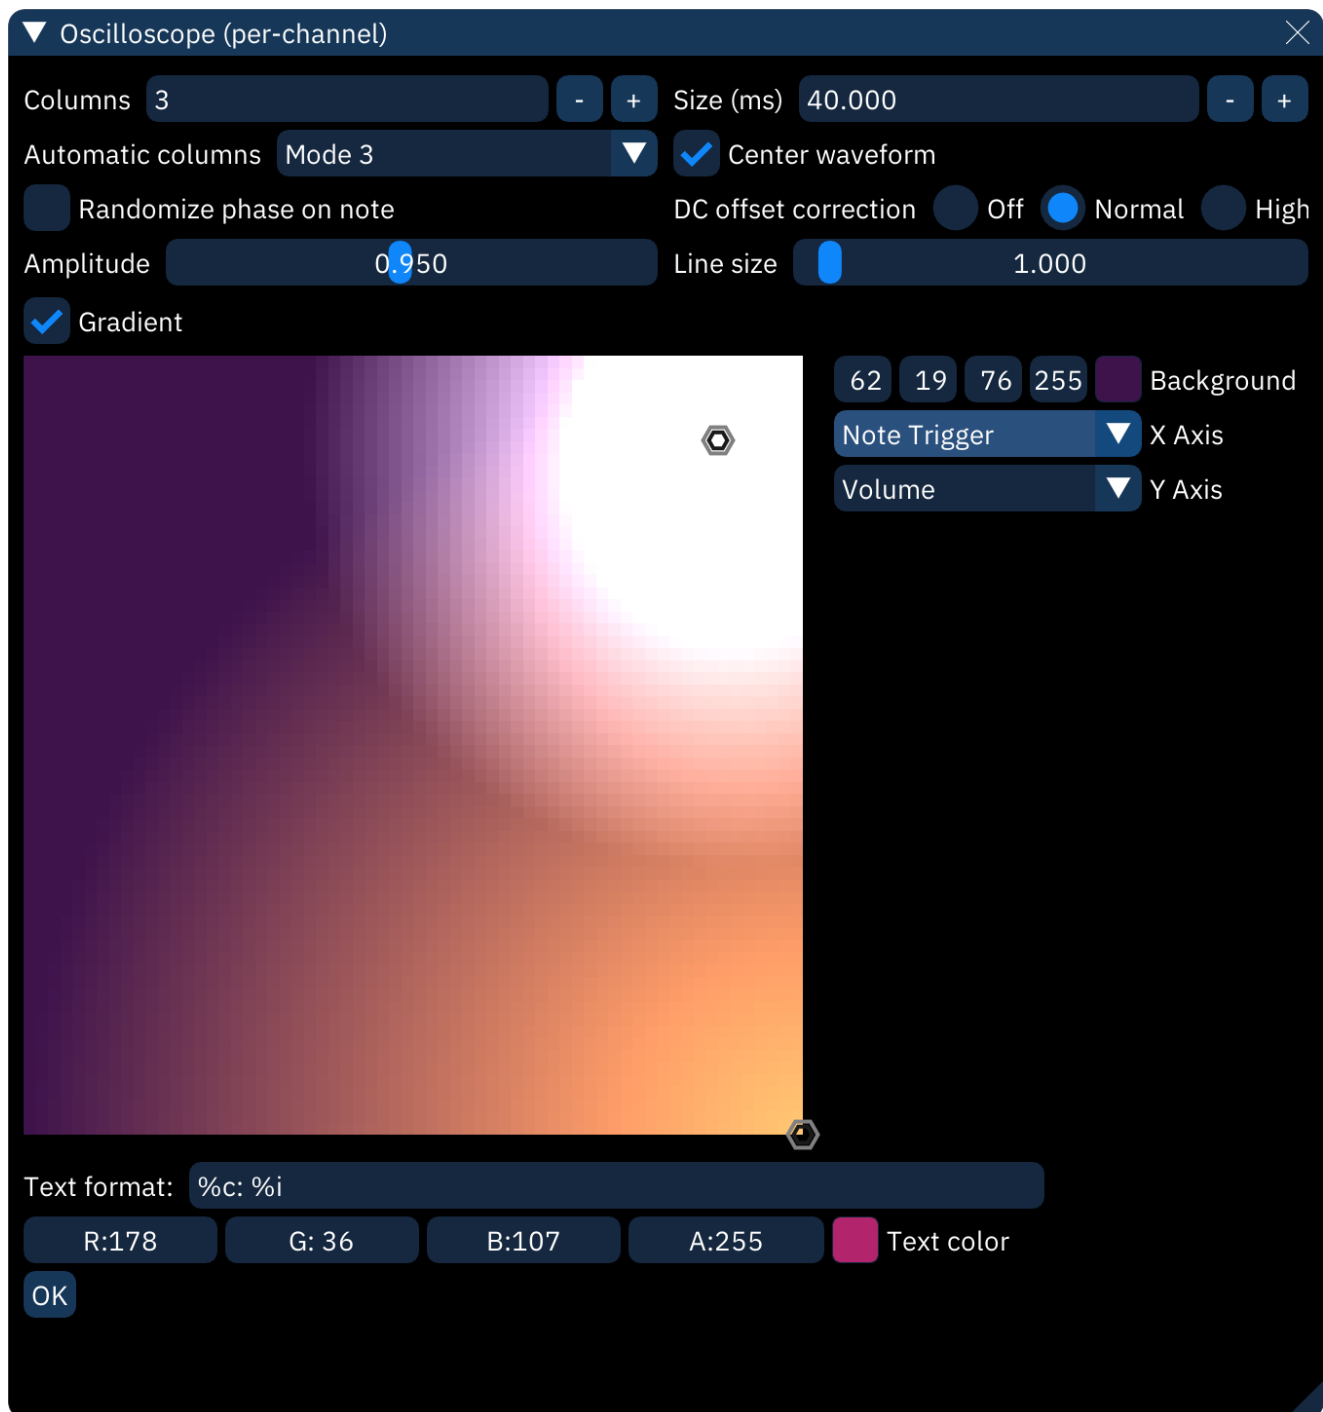 Oscilloscope (per-channel)
Columns 3 - + Size (ms) 40.000 - +
Automatic columns Mode 3 Center waveform
Randomize phase on note DC offset correction Off Normal High
Amplitude 0.950 Line size 1.000
Gradient
62 19 76 255 Background
Note Trigger X Axis
Volume Y Axis
Text format: %c: %i
R:178 G: 36 B:107 A:255 Text color
OK